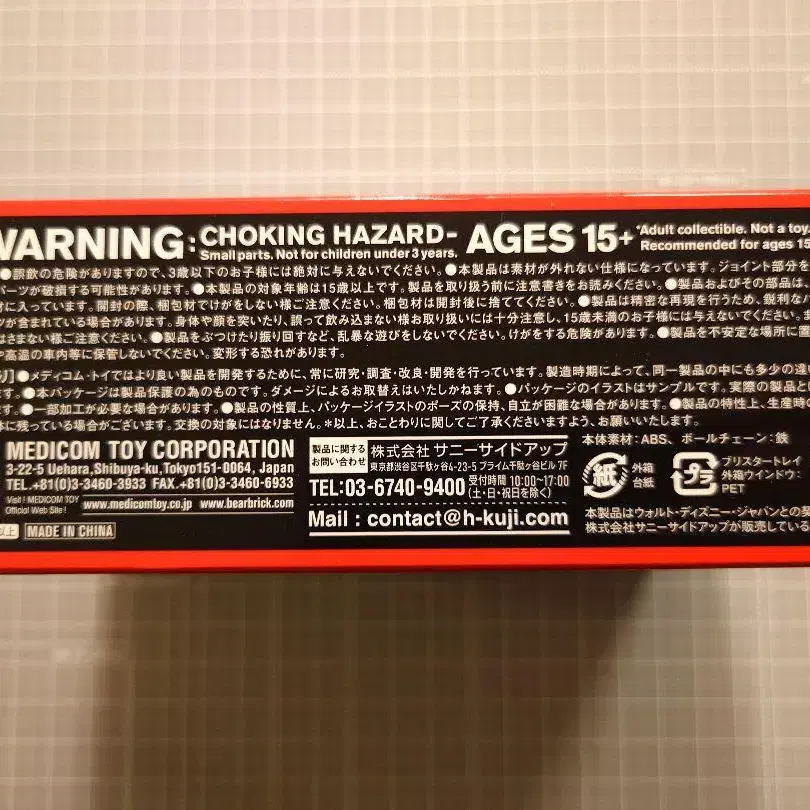 WARNING: CHOKING HAZARD- AGES 15+ *Adult collectible. Not a toy.
Small parts. Not for children under 3 years. Recommended for ages
●誤飲の危険がありますので、3歳以下のお子様には絶対に与えないでください。●本製品は素材が外れない仕様になっています。ジョイント部分を
パーツが破損する可能性があります。●本製品の対象年齢は15歳以上です。製品を取り扱う前に注意書きをお読みください。●製品およびその部品は、
に入っています。開封の際、梱包材でけがをしない様ご注意ください。梱包材は開封後に捨ててください。●製品は精密な再現を行うため、鋭利な
が含まれている場合があります。身体や顔を突いたり、誤って飲み込まない様お取り扱いには十分注意し、15歳未満のお子様には与えないでください。
はさまない様ご注意ください。●製品をぶつけたり振り回すなど、乱暴な遊びをしないでください。けがをする危険があります。●製品を不安定な場所に置
や高温の車内等に保管しないでください。変形する恐れがあります。
●メディコム・トイではより良い製品を開発するために、常に研究・調査・改良・開発を行っています。製造時期によって、同一製品の中にも多少の違い
●本パッケージは製品保護の為のものです。ダメージによるお取替えはいたしかねます。●パッケージのイラストはサンプルです。実際の製品と
す。●一部加工が必要な場合があります。●製品の性質上、パッケージイラストのポーズの保持、自立が困難な場合があります。●製品の特性上、生産時の
残っている場合がございます。交換の対象にはなりません。*以上、おことわりに関してご了承くださいますよう、お願いいたします。
MEDICOM TOY CORPORATION
3-22-5 Uehara,Shibuya-ku,Tokyo151-0064, Japan
TEL.+81(0)3-3460-3933 FAX.+81(0)3-3460-6933
Visit ! MEDICOM TOY
Official Web Site !
www.medicomtoy.co.jp www.bearbrick.com
以上
MADE IN CHINA
製品に関する
お問い合わせ
株式会社 サニーサイドアップ
東京都渋谷区千駄ヶ谷4-23-5 プライム千駄ヶ谷ビル 7F
TEL:03-6740-9400 受付時間 10:00〜17:00
(土・日・祝日を除く)
Mail : contact@h-kuji.com
本体素材:ABS、ボールチェーン:鉄
紙
外箱
台紙
プラ
ブリスタートレイ
外箱ウインドウ:
PET
本製品はウォルト・ディズニー・ジャパンとの契
株式会社サニーサイドアップが販売している